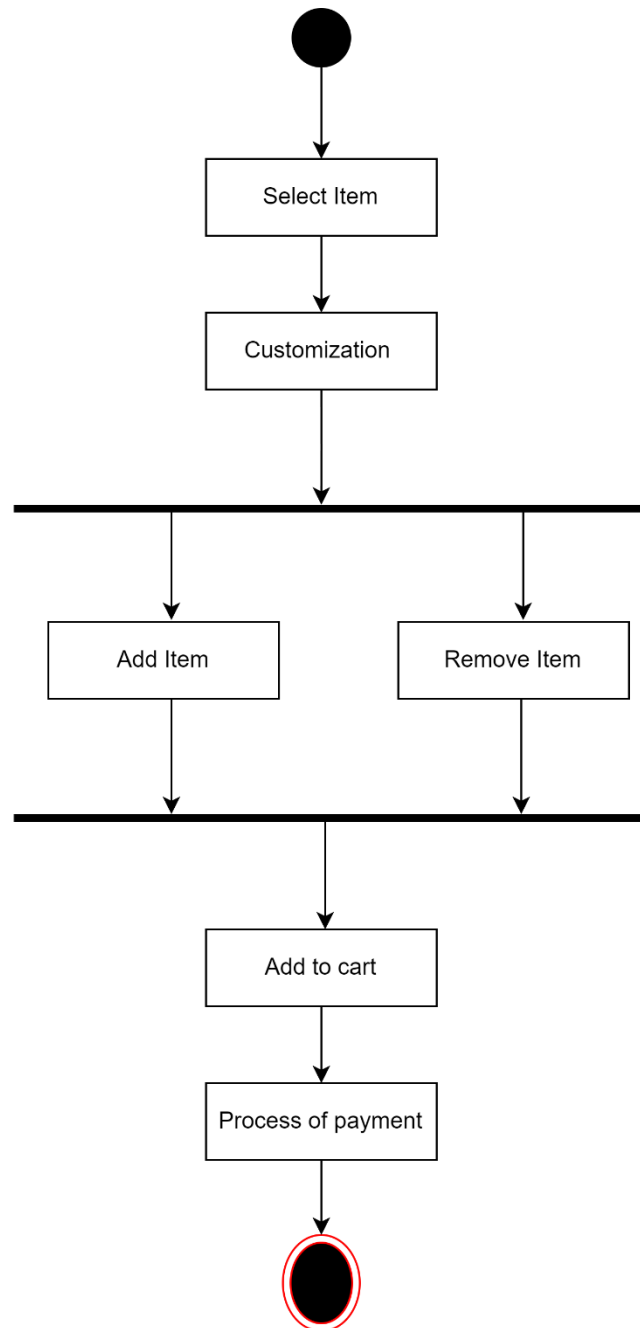 Select Item
Customization
Add Item
Remove Item
Add to cart
Process of payment